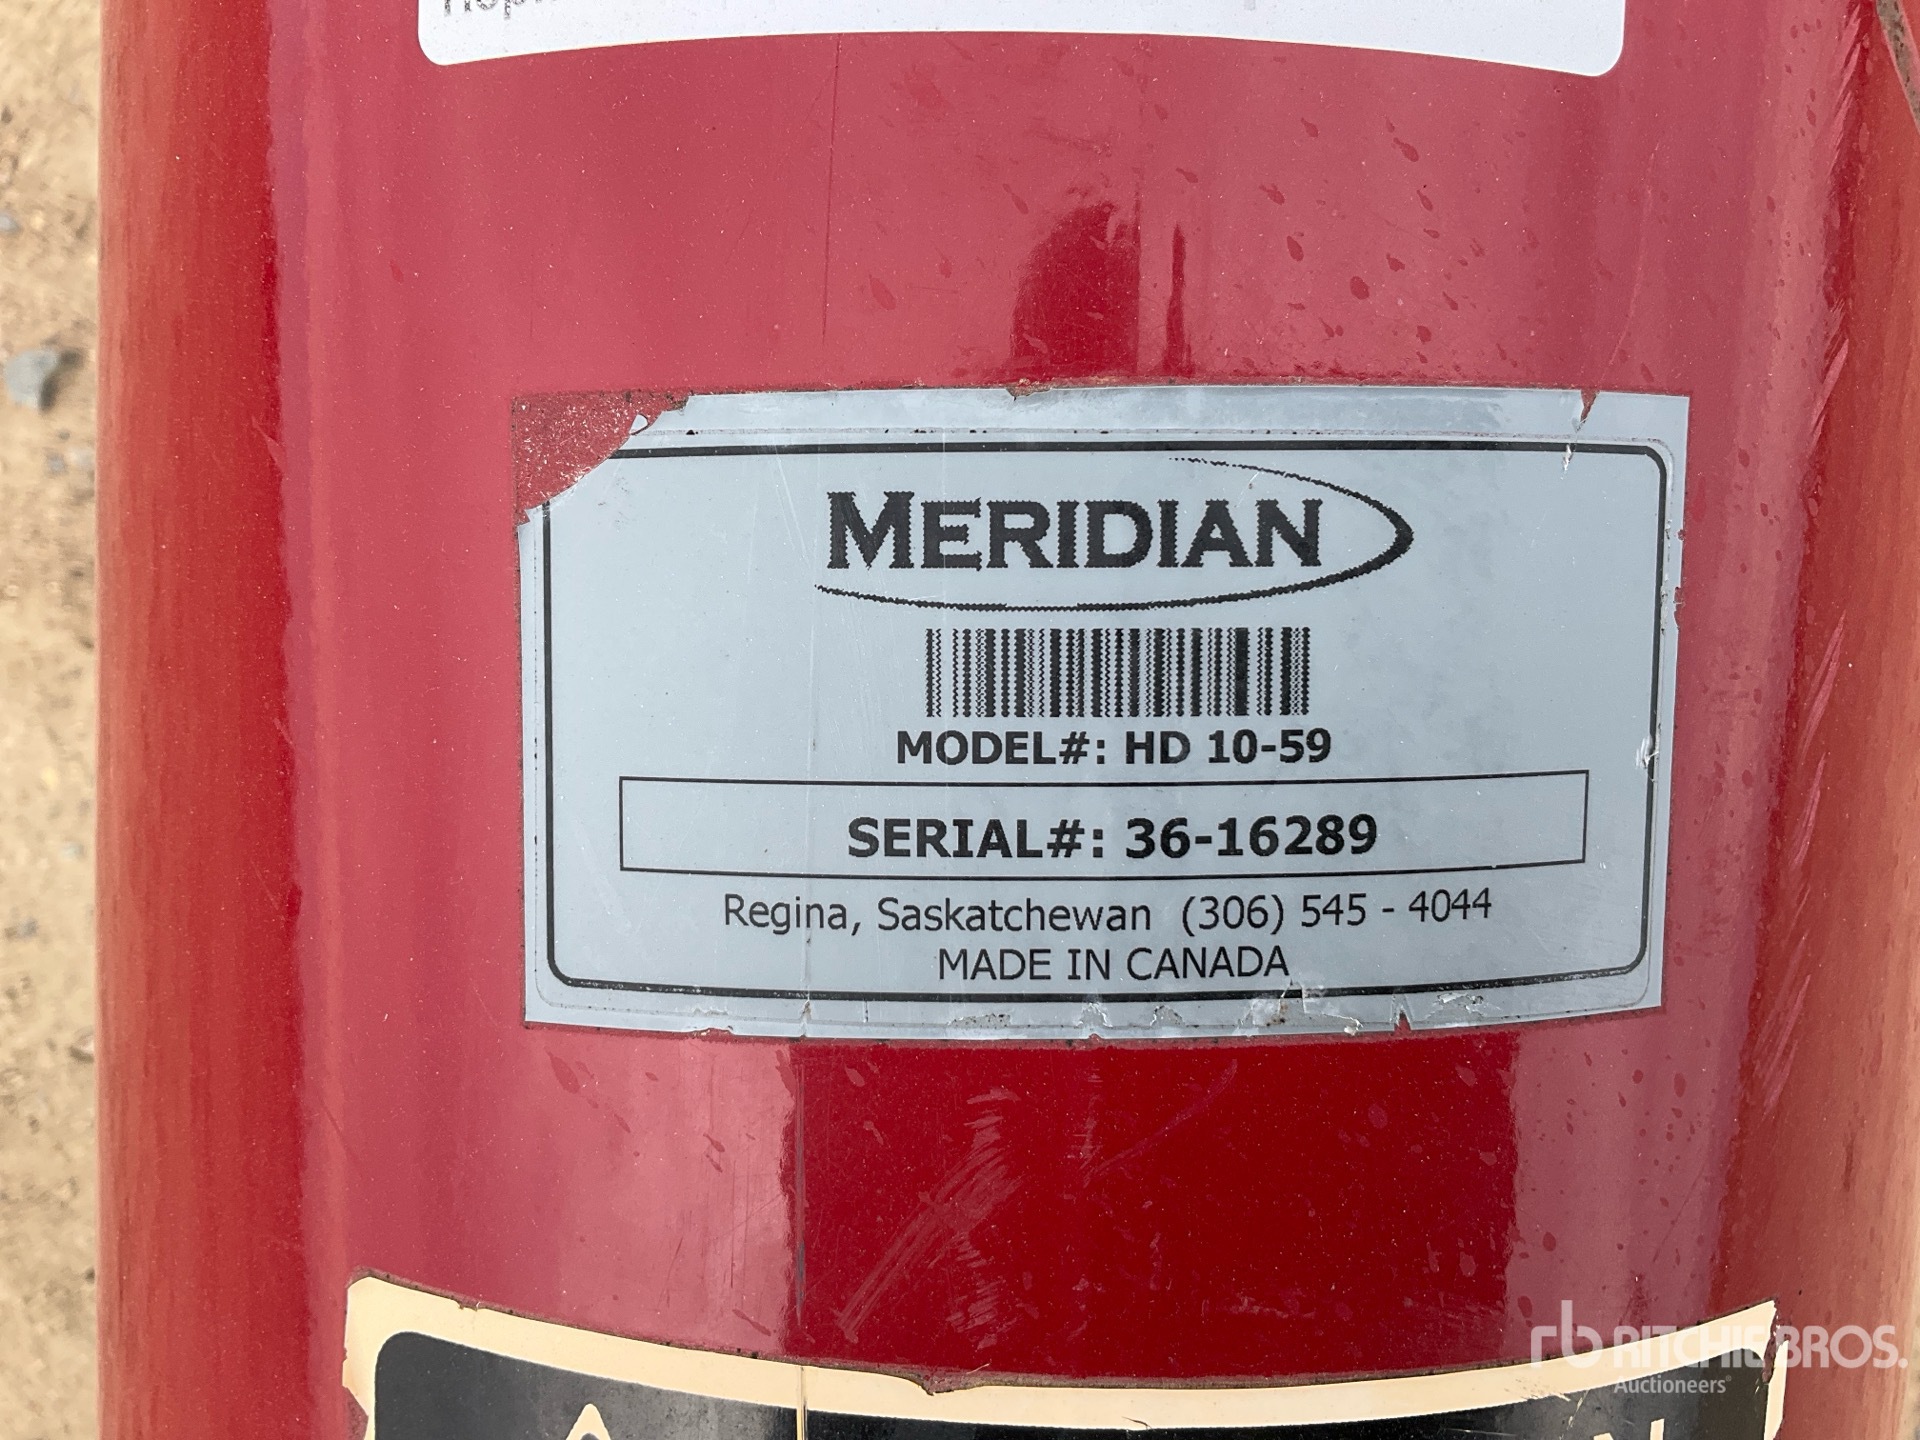 MERIDIAN
MODEL#: HD 10-59
SERIAL#: 36-16289
Regina, Saskatchewan (306) 545 - 4044
MADE IN CANADA
rb RITCHIE BROS.
Auctioneers